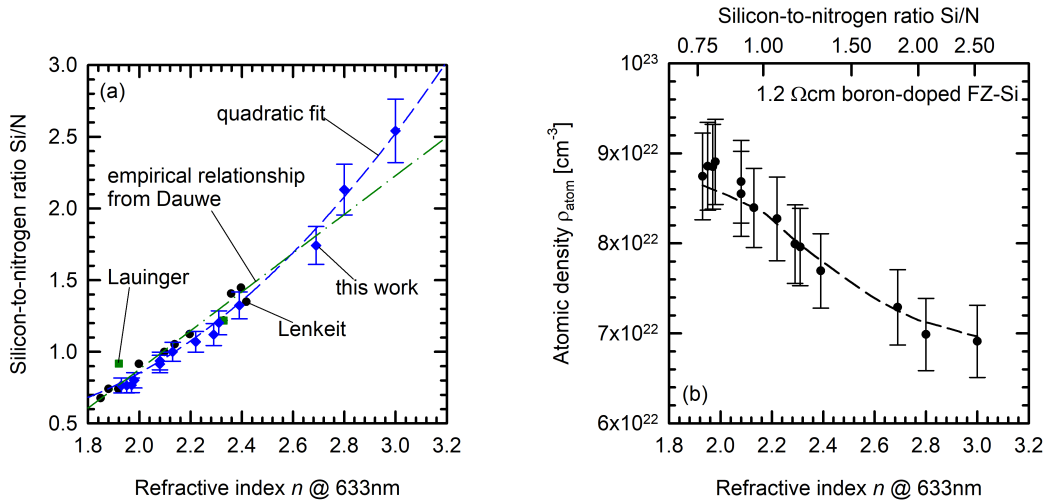 (a)
3.0
2.5
2.0
1.5
1.0
0.5
1.8 2.0 2.2 2.4 2.6 2.8 3.0 3.2
Silicon-to-nitrogen ratio Si/N
Refractive index n @ 633nm
quadratic fit
empirical relationship
from Dauwe
Lauinger
this work
Lenkeit
Silicon-to-nitrogen ratio Si/N
0.75 1.00 1.50 2.00 2.50
10²³
9x10²²
8x10²²
7x10²²
6x10²²
1.2 Ωcm boron-doped FZ-Si
Atomic density ρatom [cm⁻³]
(b)
1.8 2.0 2.2 2.4 2.6 2.8 3.0 3.2
Refractive index n @ 633nm